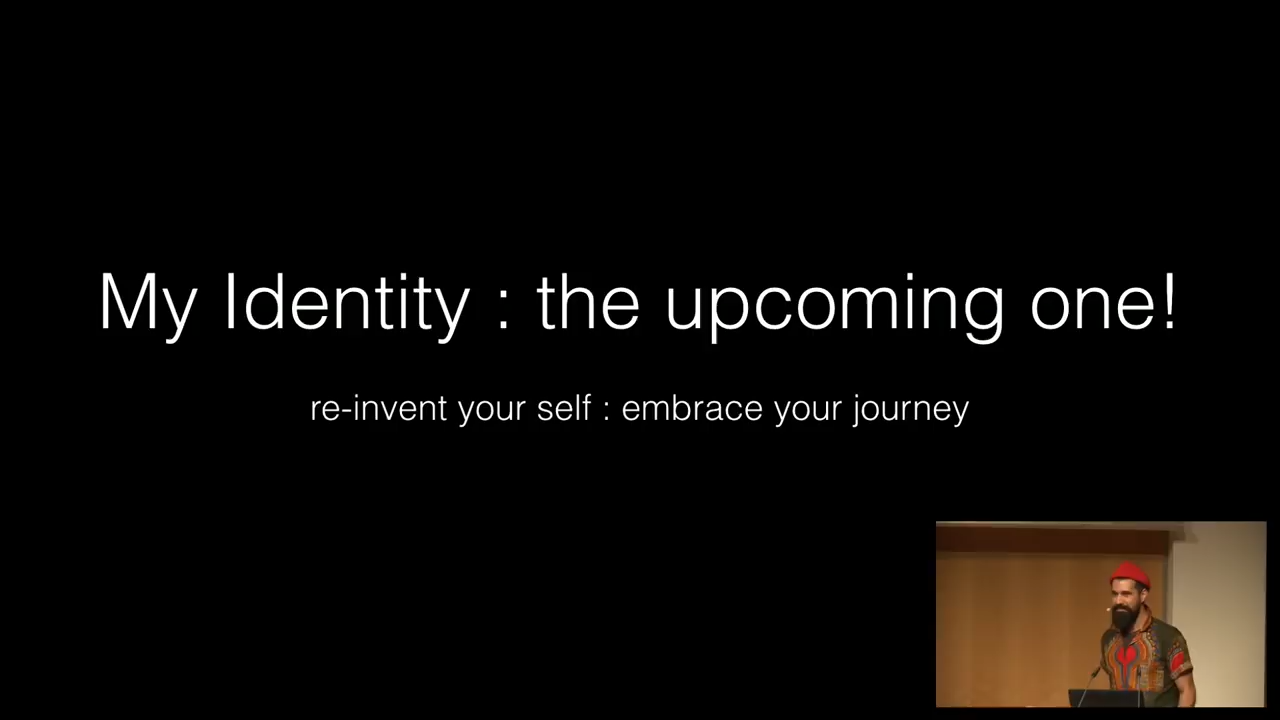 My Identity : the upcoming one!
re-invent your self : embrace your journey